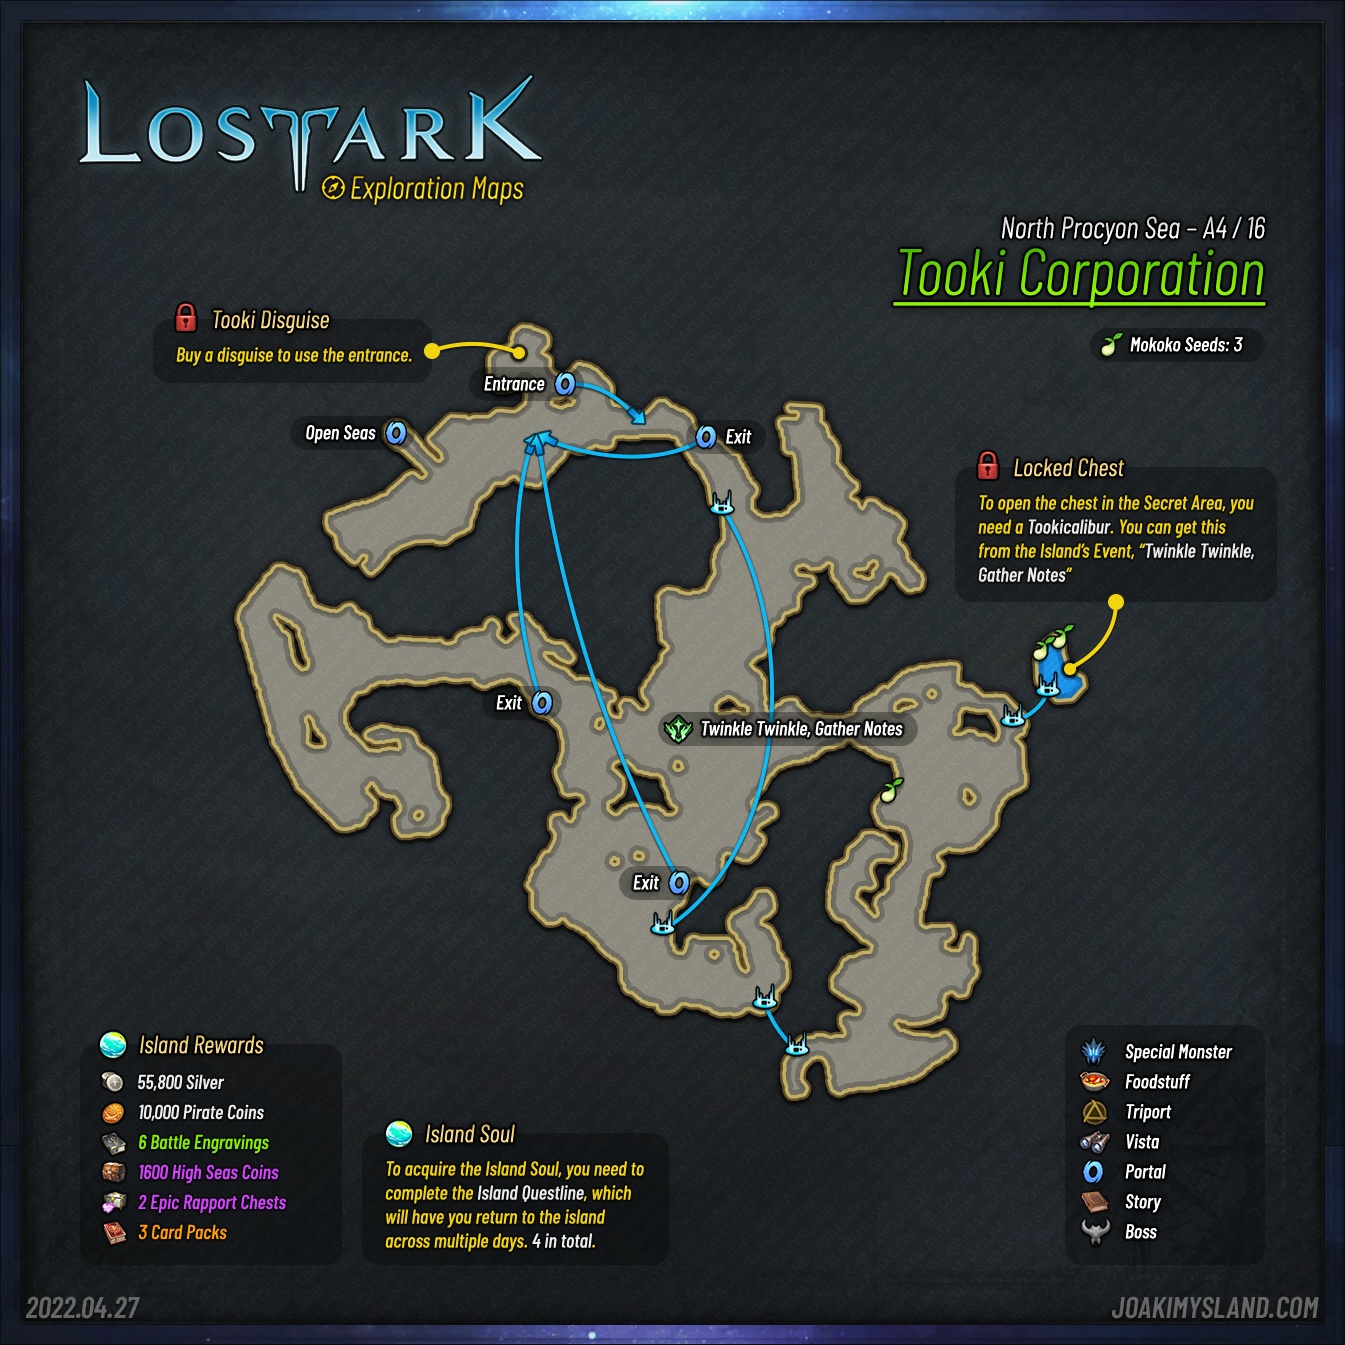 LOST ARK
Exploration Maps
North Procyon Sea – A4 / 16
Tooki Corporation
Mokoko Seeds: 3
Tooki Disguise
Buy a disguise to use the entrance.
Entrance
Open Seas
Exit
Locked Chest
To open the chest in the Secret Area, you
need a Tookicalibur. You can get this
from the Island's Event, "Twinkle Twinkle,
Gather Notes"
Exit
Twinkle Twinkle, Gather Notes
Exit
Island Rewards
55,800 Silver
10,000 Pirate Coins
6 Battle Engravings
1600 High Seas Coins
2 Epic Rapport Chests
3 Card Packs
Island Soul
To acquire the Island Soul, you need to
complete the Island Questline, which
will have you return to the island
across multiple days. 4 in total.
Special Monster
Foodstuff
Triport
Vista
Portal
Story
Boss
2022.04.27
JOAKIMYSLAND.COM